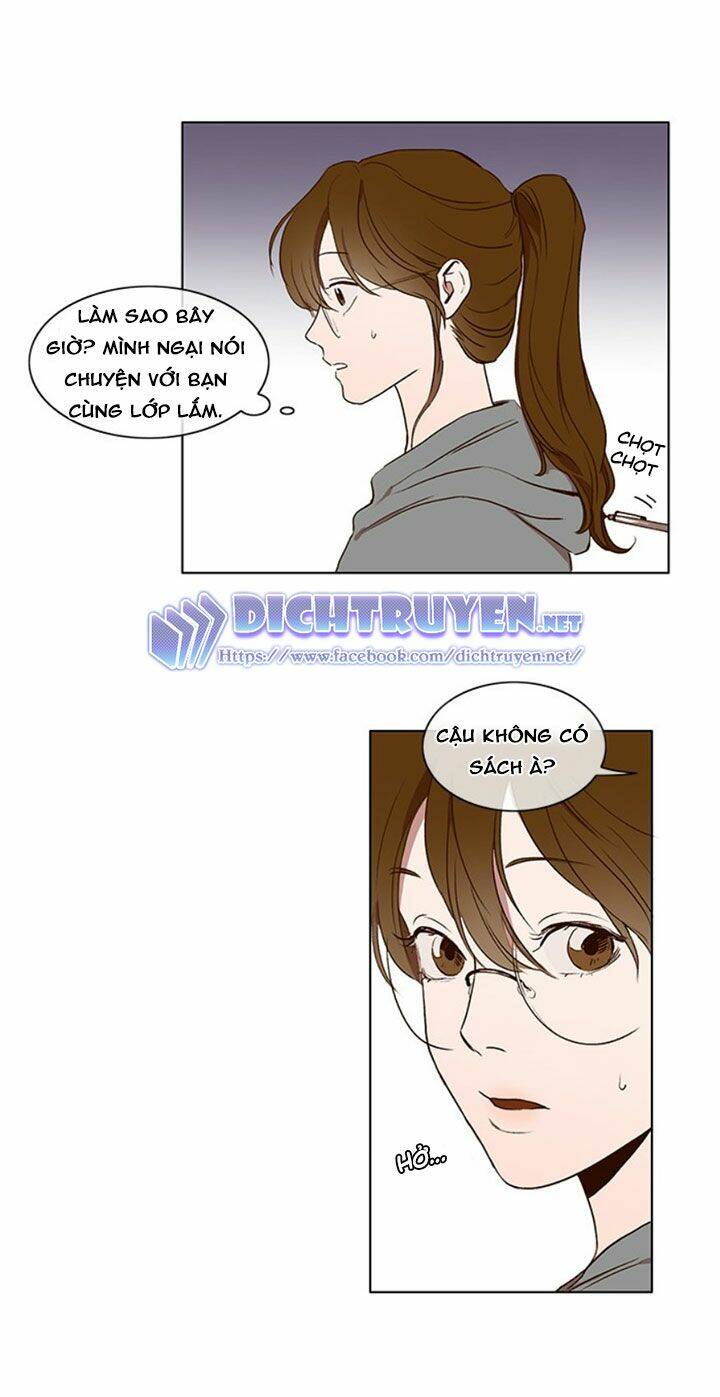 LÀM SAO BÂY
GIỜ? MÌNH NGẠI NÓI
CHUYỆN VỚI BẠN
CÙNG LỚP LẮM.
CHỌT
CHỌT
DICHTRUYEN.NET
Https://www.facebook.com/dichtruyen.net/
CẬU KHÔNG CÓ
SÁCH À?
HỞ...